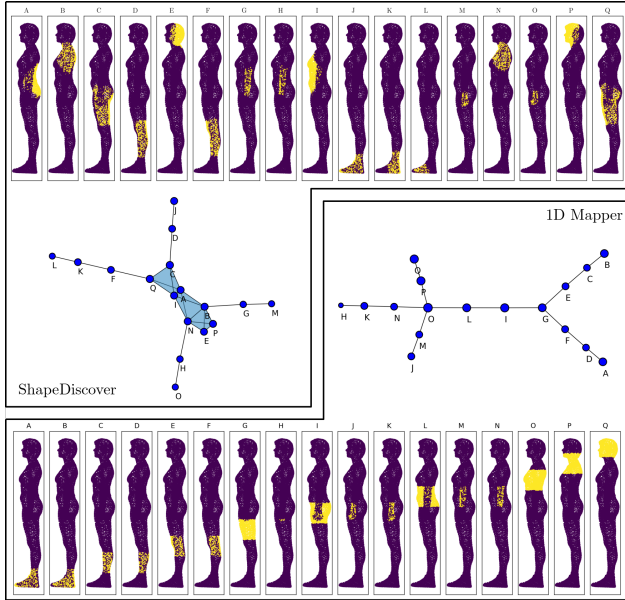 A B C D E F G H I J K L M N O P Q
J
D
L
K
C
F
Q
A
I
B
G
M
N
P
E
H
O
ShapeDiscover
1D Mapper
Q
B
P
C
E
H
K
N
O
L
I
G
M
F
J
D
A
A B C D E F G H I J K L M N O P Q